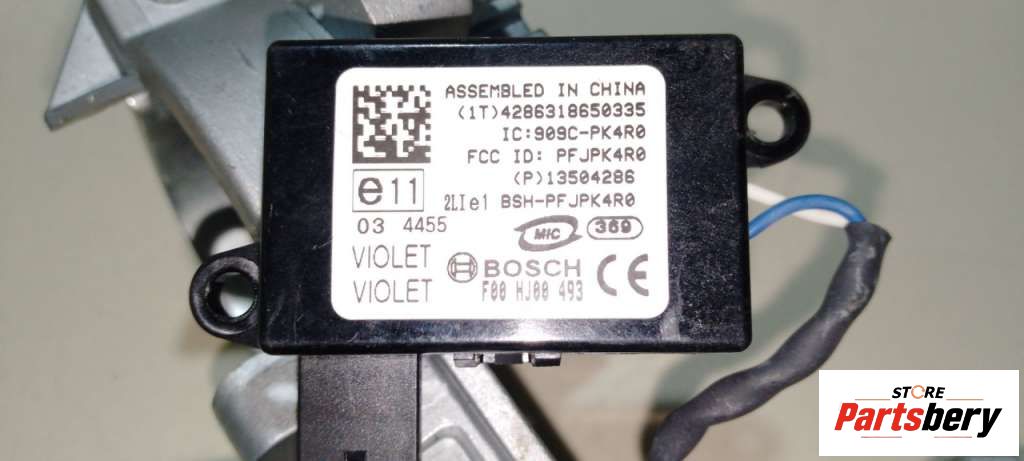 ASSEMBLED IN CHINA
(1T)4286318650335
IC:909C-PK4R0
FCC ID: PFJPK4R0
(P)13504286
e11
2LIe1 BSH-PFJPK4R0
03 4455
MIC 369
VIOLET
BOSCH CE
VIOLET
F00 HJ00 493
STORE
Partsbery